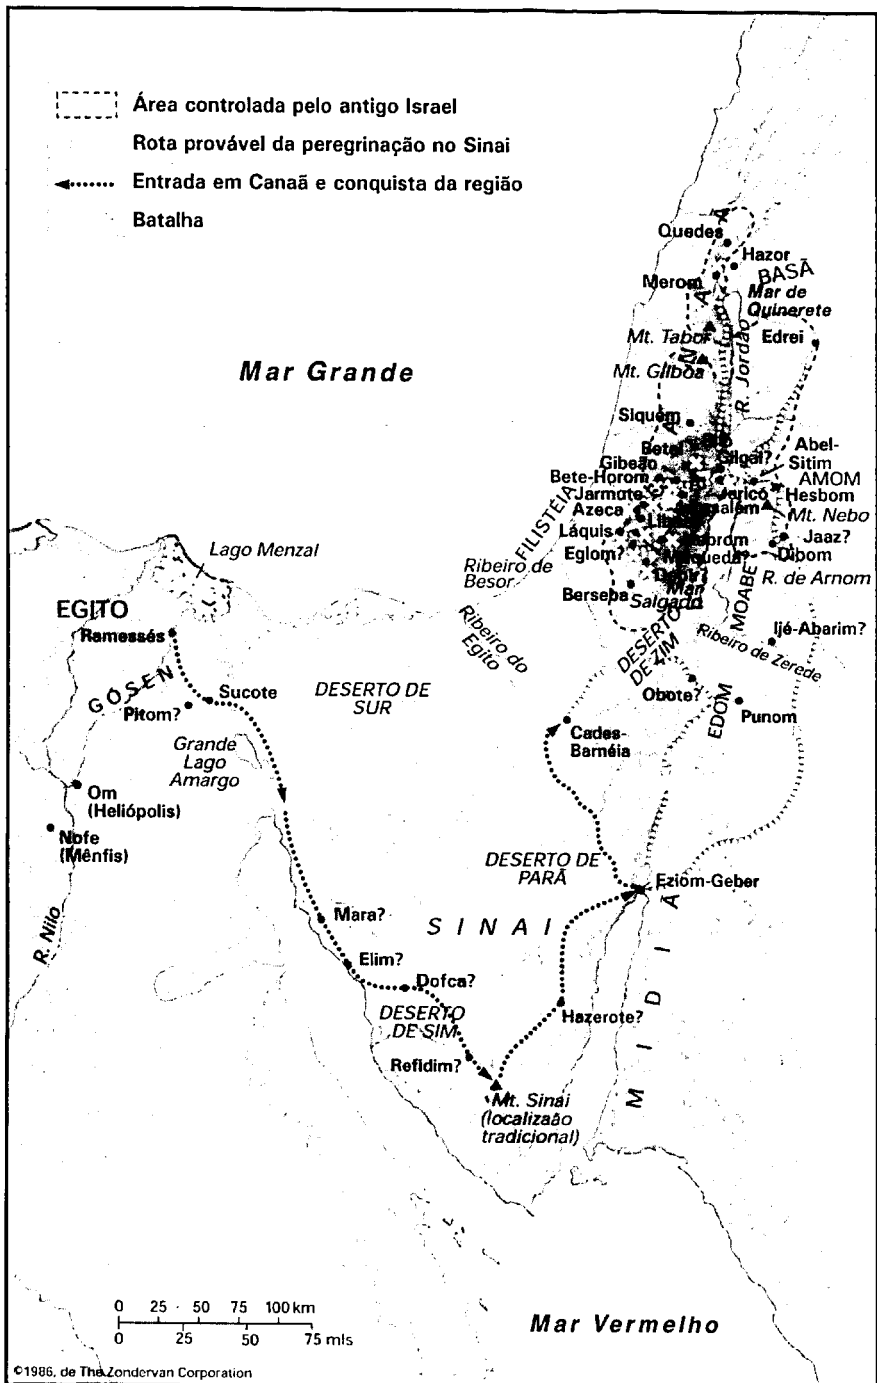 Área controlada pelo antigo Israel
Rota provável da peregrinação no Sinai
Entrada em Canaã e conquista da região
Batalha
Quedes
Hazor
BASÃ
Merom
Mar de
Quinerete
Mt. Tabor
Edrei
R. Jordão
Mt. Gilboa
Mar Grande
CANAÃ
Siquém
Betel
Gilgal?
Abel-
Sitim
Gibeão
AMOM
Bete-Horom
Jericó
Hesbom
Jarmute
Azeca
Mt. Nebo
Láquis
Jaaz?
Dibom
Eglom?
FILISTÉIA
Lago Menzal
Ribeiro de
Besor
R. de Arnom
MOABE
Berseba
Mar
Salgado
EGITO
Ramessés
Ribeiro do
Egito
DESERTO
DE ZIM
Ijé-Abarim?
Ribeiro de Zerede
GÓSEN
Sucote
Pitom?
DESERTO DE
SUR
Obote?
EDOM
Punom
Grande
Lago
Amargo
Cades-
Barnéia
Om
(Heliópolis)
Nofe
(Mênfis)
DESERTO DE
PARÃ
Eziom-Geber
R. Nilo
Mara?
SINAI
Elim?
Dofca?
MIDIÃ
DESERTO
DE SIM
Hazerote?
Refidim?
Mt. Sinai
(localizaão
tradicional)
0 25 50 75 100 km
0 25 50 75 mls
Mar Vermelho
©1986, de The Zondervan Corporation